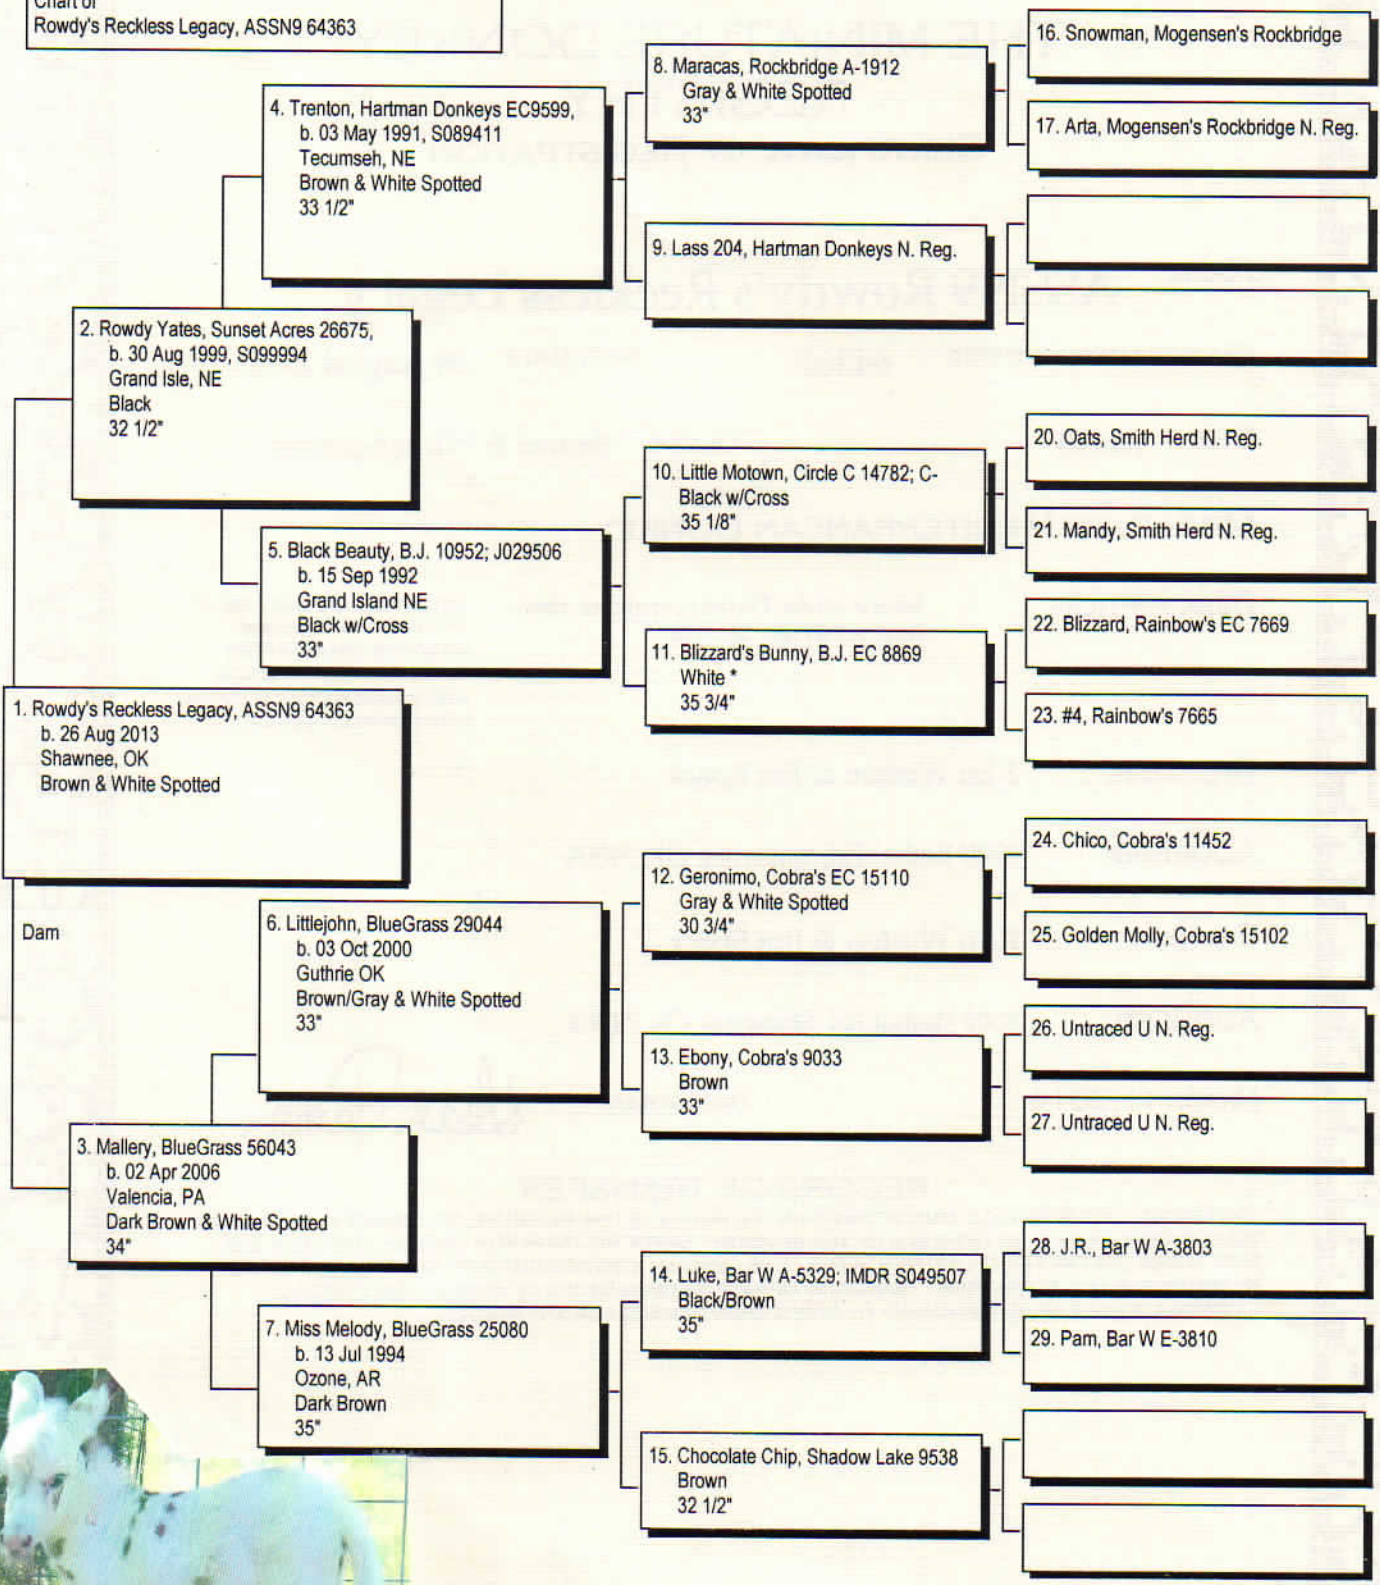 Chart of
Rowdy's Reckless Legacy, ASSN9 64363
1. Rowdy's Reckless Legacy, ASSN9 64363
b. 26 Aug 2013
Shawnee, OK
Brown & White Spotted
Dam
2. Rowdy Yates, Sunset Acres 26675,
b. 30 Aug 1999, S099994
Grand Isle, NE
Black
32 1/2"
3. Mallery, BlueGrass 56043
b. 02 Apr 2006
Valencia, PA
Dark Brown & White Spotted
34"
4. Trenton, Hartman Donkeys EC9599,
b. 03 May 1991, S089411
Tecumseh, NE
Brown & White Spotted
33 1/2"
5. Black Beauty, B.J. 10952; J029506
b. 15 Sep 1992
Grand Island NE
Black w/Cross
33"
6. Littlejohn, BlueGrass 29044
b. 03 Oct 2000
Guthrie OK
Brown/Gray & White Spotted
33"
7. Miss Melody, BlueGrass 25080
b. 13 Jul 1994
Ozone, AR
Dark Brown
35"
8. Maracas, Rockbridge A-1912
Gray & White Spotted
33"
9. Lass 204, Hartman Donkeys N. Reg.
10. Little Motown, Circle C 14782; C-
Black w/Cross
35 1/8"
11. Blizzard's Bunny, B.J. EC 8869
White *
35 3/4"
12. Geronimo, Cobra's EC 15110
Gray & White Spotted
30 3/4"
13. Ebony, Cobra's 9033
Brown
33"
14. Luke, Bar W A-5329; IMDR S049507
Black/Brown
35"
15. Chocolate Chip, Shadow Lake 9538
Brown
32 1/2"
16. Snowman, Mogensen's Rockbridge
17. Arta, Mogensen's Rockbridge N. Reg.
20. Oats, Smith Herd N. Reg.
21. Mandy, Smith Herd N. Reg.
22. Blizzard, Rainbow's EC 7669
23. #4, Rainbow's 7665
24. Chico, Cobra's 11452
25. Golden Molly, Cobra's 15102
26. Untraced U N. Reg.
27. Untraced U N. Reg.
28. J.R., Bar W A-3803
29. Pam, Bar W E-3810